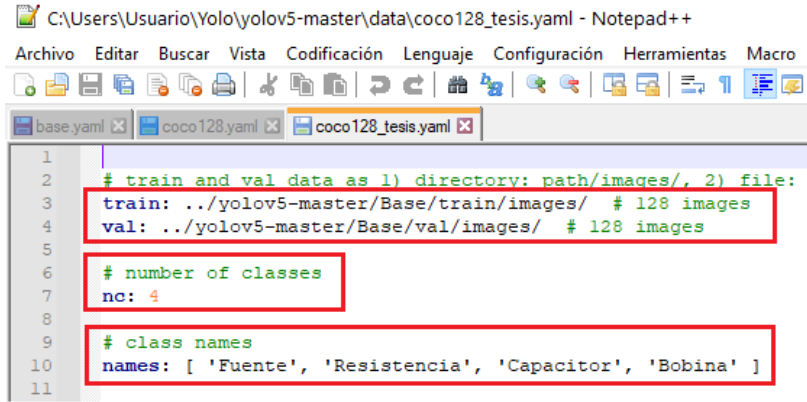 C:\Users\Usuario\Yolo\yolov5-master\data\coco128_tesis.yaml - Notepad++
Archivo Editar Buscar Vista Codificación Lenguaje Configuración Herramientas Macro
base.yaml coco128.yaml coco128_tesis.yaml
1
2 # train and val data as 1) directory: path/images/, 2) file:
3 train: ../yolov5-master/Base/train/images/ # 128 images
4 val: ../yolov5-master/Base/val/images/ # 128 images
5
6 # number of classes
7 nc: 4
8
9 # class names
10 names: [ 'Fuente', 'Resistencia', 'Capacitor', 'Bobina' ]
11